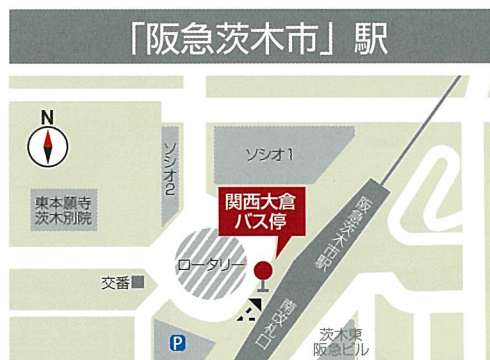 「阪急茨木市」駅
N
ソシオ2
ソシオ1
東本願寺
茨木別院
関西大倉
バス停
阪急茨木市駅
ロータリー
交番
南改札口
P
茨木東
阪急ビル